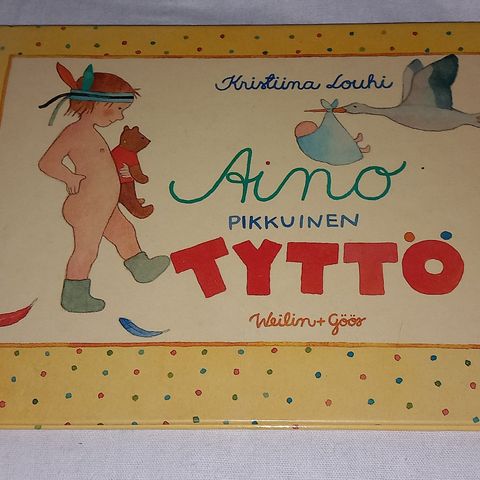 Kristiina Louhi
Aino
PIKKUINEN
TYTTÖ
Weilin+Göös